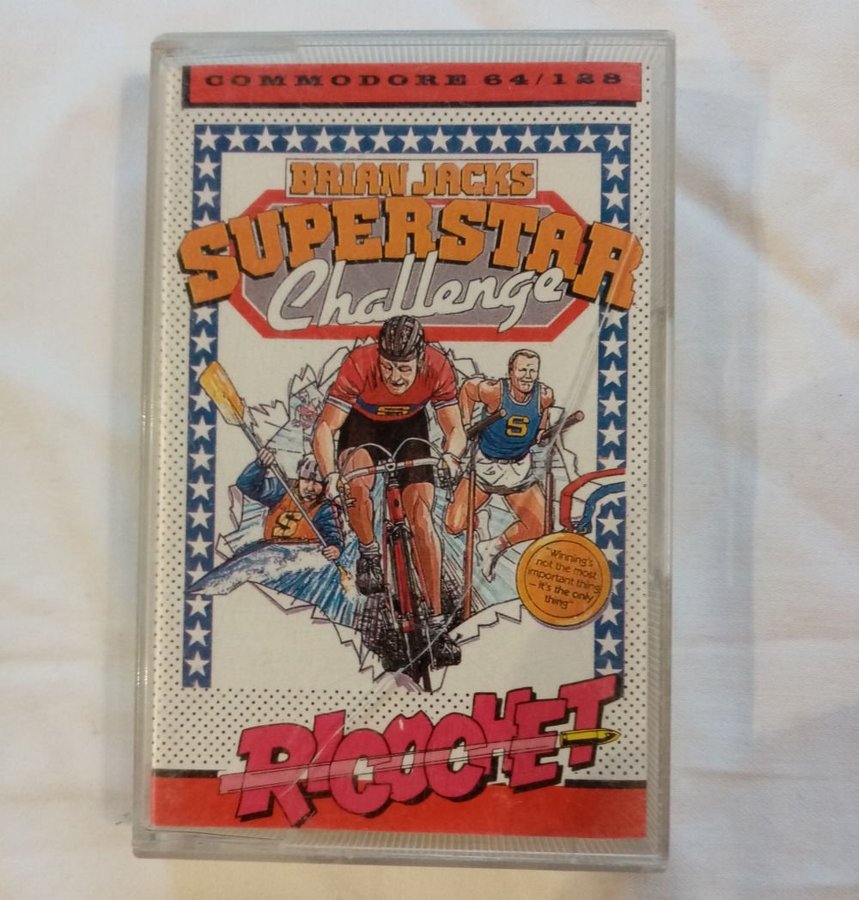 COMMODORE 64/128
BRIAN JACKS
SUPERSTAR
Challenge
S
S
S
"Winning's
not the most
important thing
– it's the only
thing"
RICOCHET